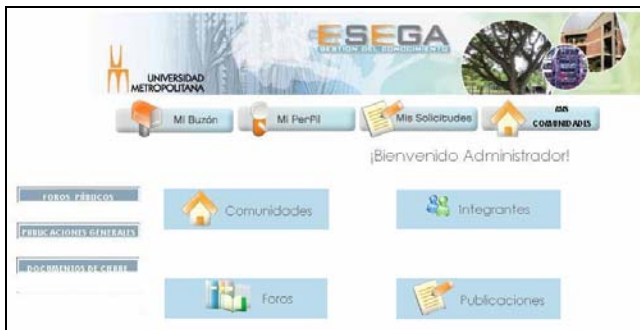 ESEGA
GESTION DEL CONOCIMIENTO
UNIVERSIDAD
METROPOLITANA
Mi Buzón
Mi Perfil
Mis Solicitudes
MIS
COMUNIDADES
¡Bienvenido Administrador!
FOROS PÚBLICOS
PUBLICACIONES GENERALES
DOCUMENTOS DE CIERRE
Comunidades
Integrantes
Foros
Publicaciones